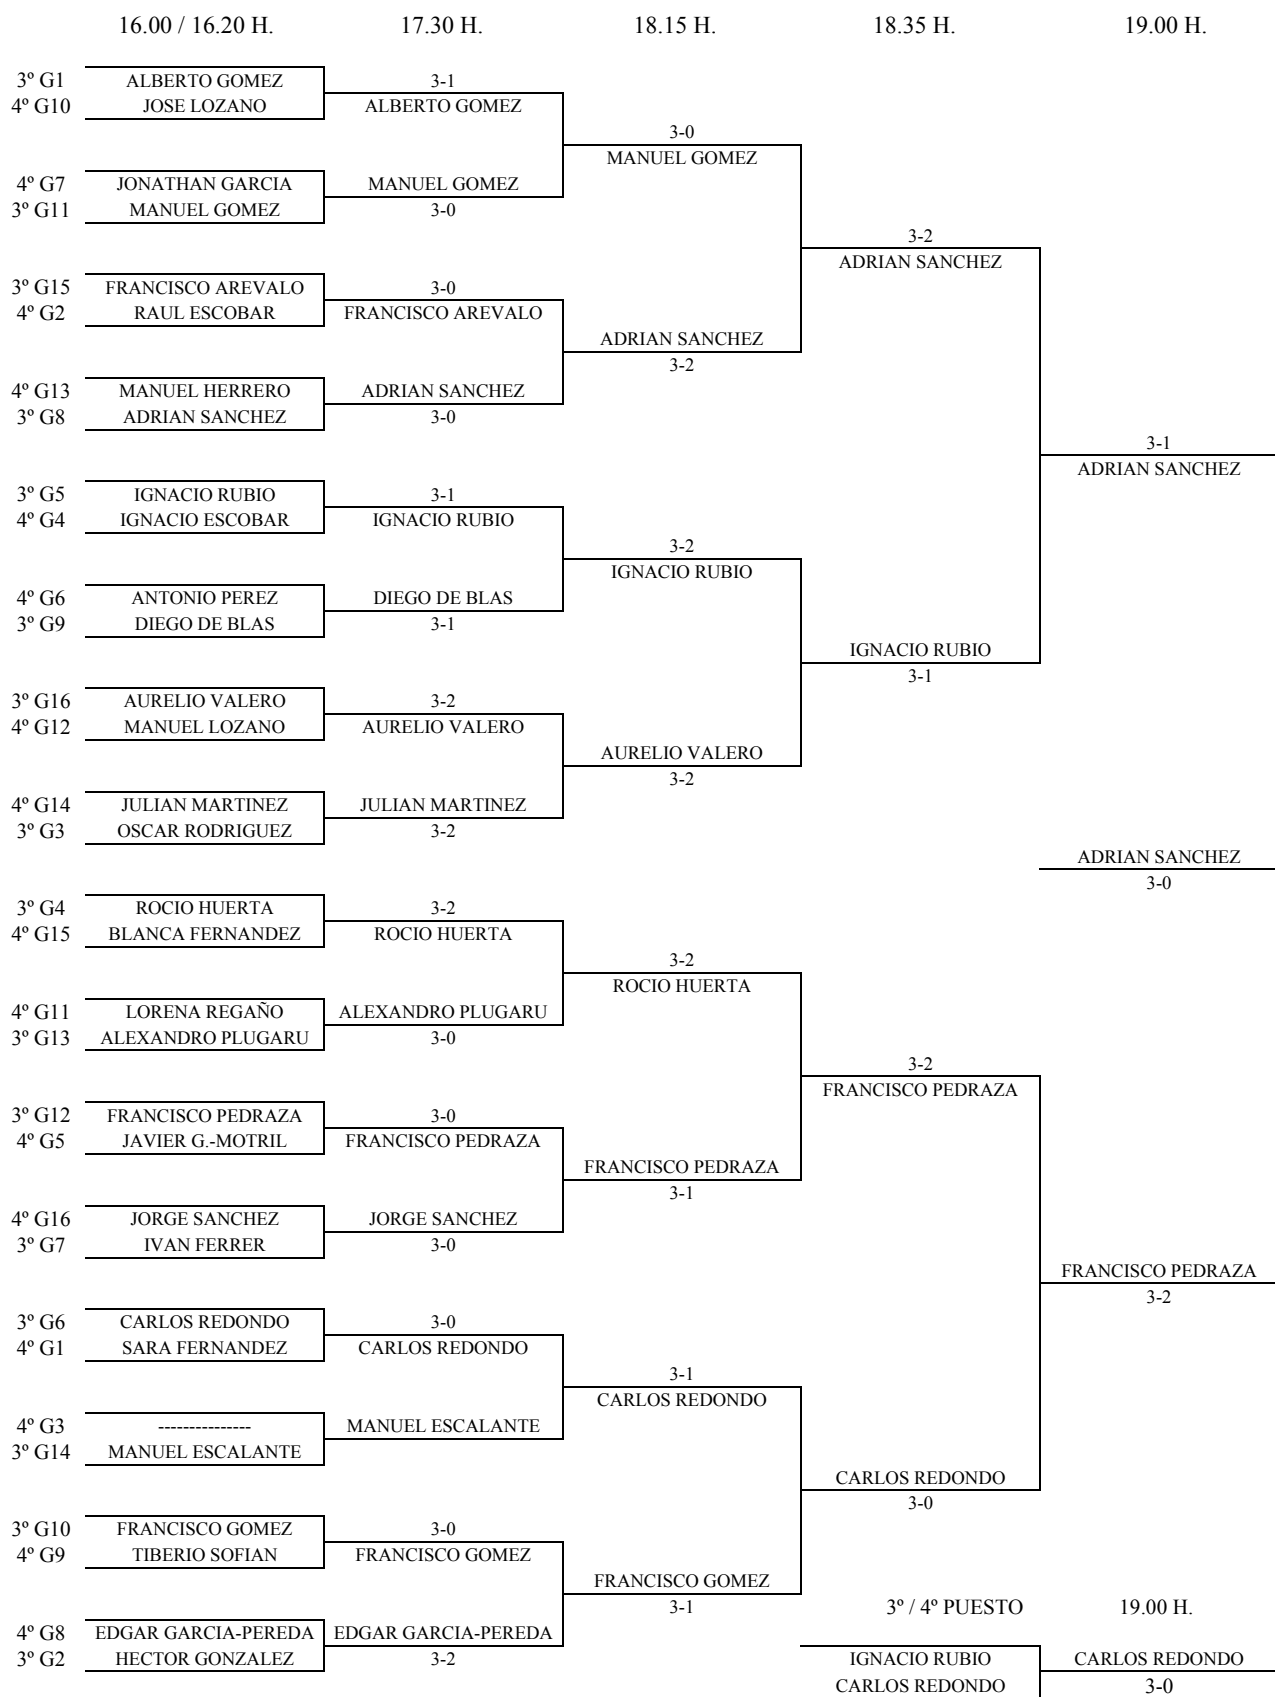 16.00 / 16.20 H. 17.30 H. 18.15 H. 18.35 H. 19.00 H.
3º G1 ALBERTO GOMEZ 3-1
4º G10 JOSE LOZANO ALBERTO GOMEZ
3-0
MANUEL GOMEZ
4º G7 JONATHAN GARCIA MANUEL GOMEZ
3º G11 MANUEL GOMEZ 3-0
3-2
ADRIAN SANCHEZ
3º G15 FRANCISCO AREVALO 3-0
4º G2 RAUL ESCOBAR FRANCISCO AREVALO
ADRIAN SANCHEZ
3-2
4º G13 MANUEL HERRERO ADRIAN SANCHEZ
3º G8 ADRIAN SANCHEZ 3-0
3-1
ADRIAN SANCHEZ
3º G5 IGNACIO RUBIO 3-1
4º G4 IGNACIO ESCOBAR IGNACIO RUBIO
3-2
IGNACIO RUBIO
4º G6 ANTONIO PEREZ DIEGO DE BLAS
3º G9 DIEGO DE BLAS 3-1
IGNACIO RUBIO
3-1
3º G16 AURELIO VALERO 3-2
4º G12 MANUEL LOZANO AURELIO VALERO
AURELIO VALERO
3-2
4º G14 JULIAN MARTINEZ JULIAN MARTINEZ
3º G3 OSCAR RODRIGUEZ 3-2
ADRIAN SANCHEZ
3-0
3º G4 ROCIO HUERTA 3-2
4º G15 BLANCA FERNANDEZ ROCIO HUERTA
3-2
ROCIO HUERTA
4º G11 LORENA REGAÑO ALEXANDRO PLUGARU
3º G13 ALEXANDRO PLUGARU 3-0
3-2
FRANCISCO PEDRAZA
3º G12 FRANCISCO PEDRAZA 3-0
4º G5 JAVIER G.-MOTRIL FRANCISCO PEDRAZA
FRANCISCO PEDRAZA
3-1
4º G16 JORGE SANCHEZ JORGE SANCHEZ
3º G7 IVAN FERRER 3-0
FRANCISCO PEDRAZA
3-2
3º G6 CARLOS REDONDO 3-0
4º G1 SARA FERNANDEZ CARLOS REDONDO
3-1
CARLOS REDONDO
4º G3 --------------- MANUEL ESCALANTE
3º G14 MANUEL ESCALANTE
CARLOS REDONDO
3-0
3º G10 FRANCISCO GOMEZ 3-0
4º G9 TIBERIO SOFIAN FRANCISCO GOMEZ
FRANCISCO GOMEZ
3-1 3º / 4º PUESTO 19.00 H.
4º G8 EDGAR GARCIA-PEREDA EDGAR GARCIA-PEREDA
3º G2 HECTOR GONZALEZ 3-2 IGNACIO RUBIO CARLOS REDONDO
CARLOS REDONDO 3-0